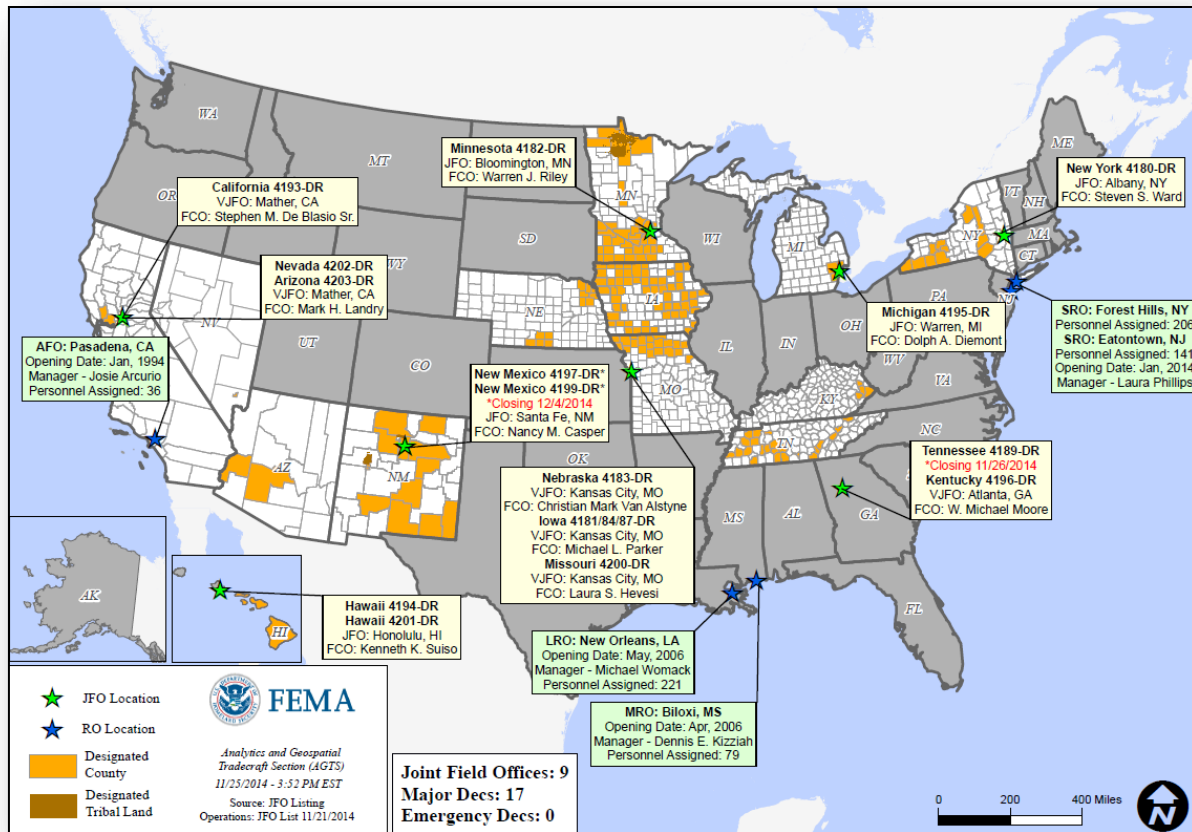 WA
MT
ME
OR
MN
VT
NH
SD
WI
NY
MA
CT
MI
WY
IA
PA
NJ
NE
NV
OH
UT
IL
IN
CO
WV
VA
MO
KY
NC
OK
TN
AZ
NM
MS
AL
GA
FL
AK
HI
Minnesota 4182-DR
JFO: Bloomington, MN
FCO: Warren J. Riley
New York 4180-DR
JFO: Albany, NY
FCO: Steven S. Ward
California 4193-DR
VJFO: Mather, CA
FCO: Stephen M. De Blasio Sr.
Nevada 4202-DR
Arizona 4203-DR
VJFO: Mather, CA
FCO: Mark H. Landry
Michigan 4195-DR
JFO: Warren, MI
FCO: Dolph A. Diemont
SRO: Forest Hills, NY
Personnel Assigned: 206
SRO: Eatontown, NJ
Personnel Assigned: 141
Opening Date: Jan, 2014
Manager - Laura Phillips
AFO: Pasadena, CA
Opening Date: Jan, 1994
Manager - Josie Arcurio
Personnel Assigned: 36
New Mexico 4197-DR*
New Mexico 4199-DR*
*Closing 12/4/2014
JFO: Santa Fe, NM
FCO: Nancy M. Casper
Tennessee 4189-DR
*Closing 11/26/2014
Kentucky 4196-DR
VJFO: Atlanta, GA
FCO: W. Michael Moore
Nebraska 4183-DR
VJFO: Kansas City, MO
FCO: Christian Mark Van Alstyne
Iowa 4181/84/87-DR
VJFO: Kansas City, MO
FCO: Michael L. Parker
Missouri 4200-DR
VJFO: Kansas City, MO
FCO: Laura S. Hevesi
Hawaii 4194-DR
Hawaii 4201-DR
JFO: Honolulu, HI
FCO: Kenneth K. Suiso
LRO: New Orleans, LA
Opening Date: May, 2006
Manager - Michael Womack
Personnel Assigned: 221
MRO: Biloxi, MS
Opening Date: Apr, 2006
Manager - Dennis E. Kizziah
Personnel Assigned: 79
JFO Location
RO Location
Designated
County
Designated
Tribal Land
FEMA
Analytics and Geospatial
Tradecraft Section (AGTS)
11/25/2014 - 3:52 PM EST
Source: JFO Listing
Operations: JFO List 11/21/2014
Joint Field Offices: 9
Major Decs: 17
Emergency Decs: 0
0 200 400 Miles
N